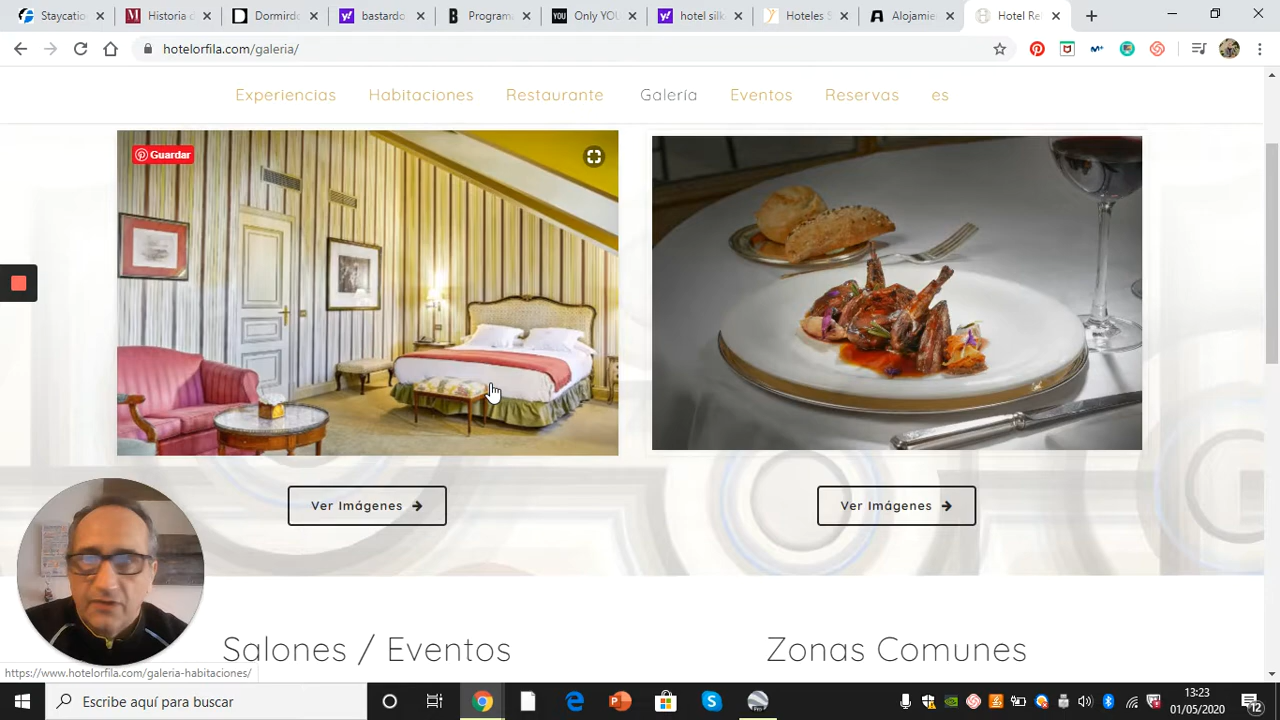 Staycatio
Historia c
Dormirdo
bastardo
Program
YOU
Only YOU
hotel silk
Hoteles S
Alojamie
Hotel Re
hotelorfila.com/galeria/
Experiencias
Habitaciones
Restaurante
Galería
Eventos
Reservas
es
Guardar
Ver Imágenes
Ver Imágenes
Salones / Eventos
Zonas Comunes
https://www.hotelorfila.com/galeria-habitaciones/
Escribe aquí para buscar
13:23
01/05/2020
12